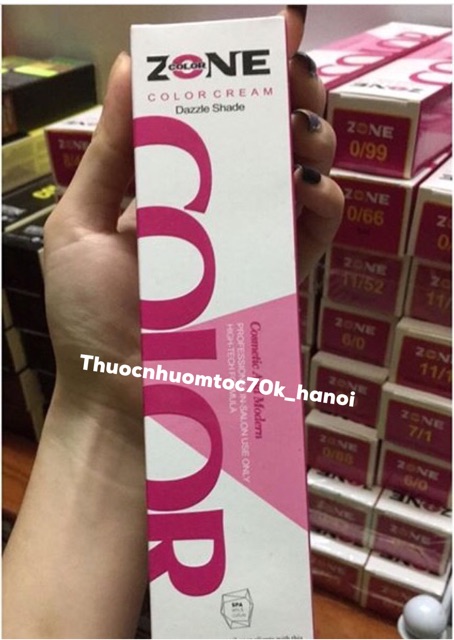 ZONE
COLOR
COLOR CREAM
Dazzle Shade
COLOR
Cosmetic
Modern
PROFESSIONAL IN-SALON USE ONLY
HIGH-TECH FORMULA
Thuocnhuomtoc70k_hanoi
SPA
ZONE
0/99
ZONE
0/66
ZONE
11/52
ZONE
6/0
ZONE
7/1
ZONE
0/88
ZONE
6/0
ZONE